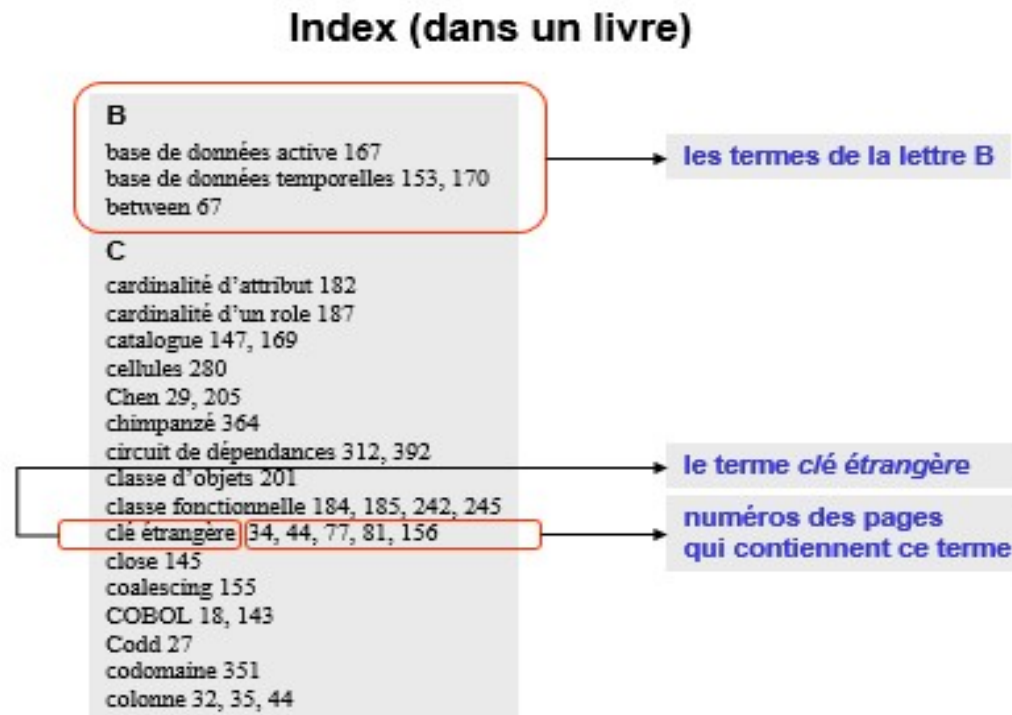 Index (dans un livre)
B
base de données active 167
base de données temporelles 153, 170
between 67
les termes de la lettre B
C
cardinalité d'attribut 182
cardinalité d'un role 187
catalogue 147, 169
cellules 280
Chen 29, 205
chimpanzé 364
circuit de dépendances 312, 392
classe d'objets 201
classe fonctionnelle 184, 185, 242, 245
clé étrangère 34, 44, 77, 81, 156
close 145
coalescing 155
COBOL 18, 143
Codd 27
codomaine 351
colonne 32, 35, 44
le terme clé étrangère
numéros des pages
qui contiennent ce terme